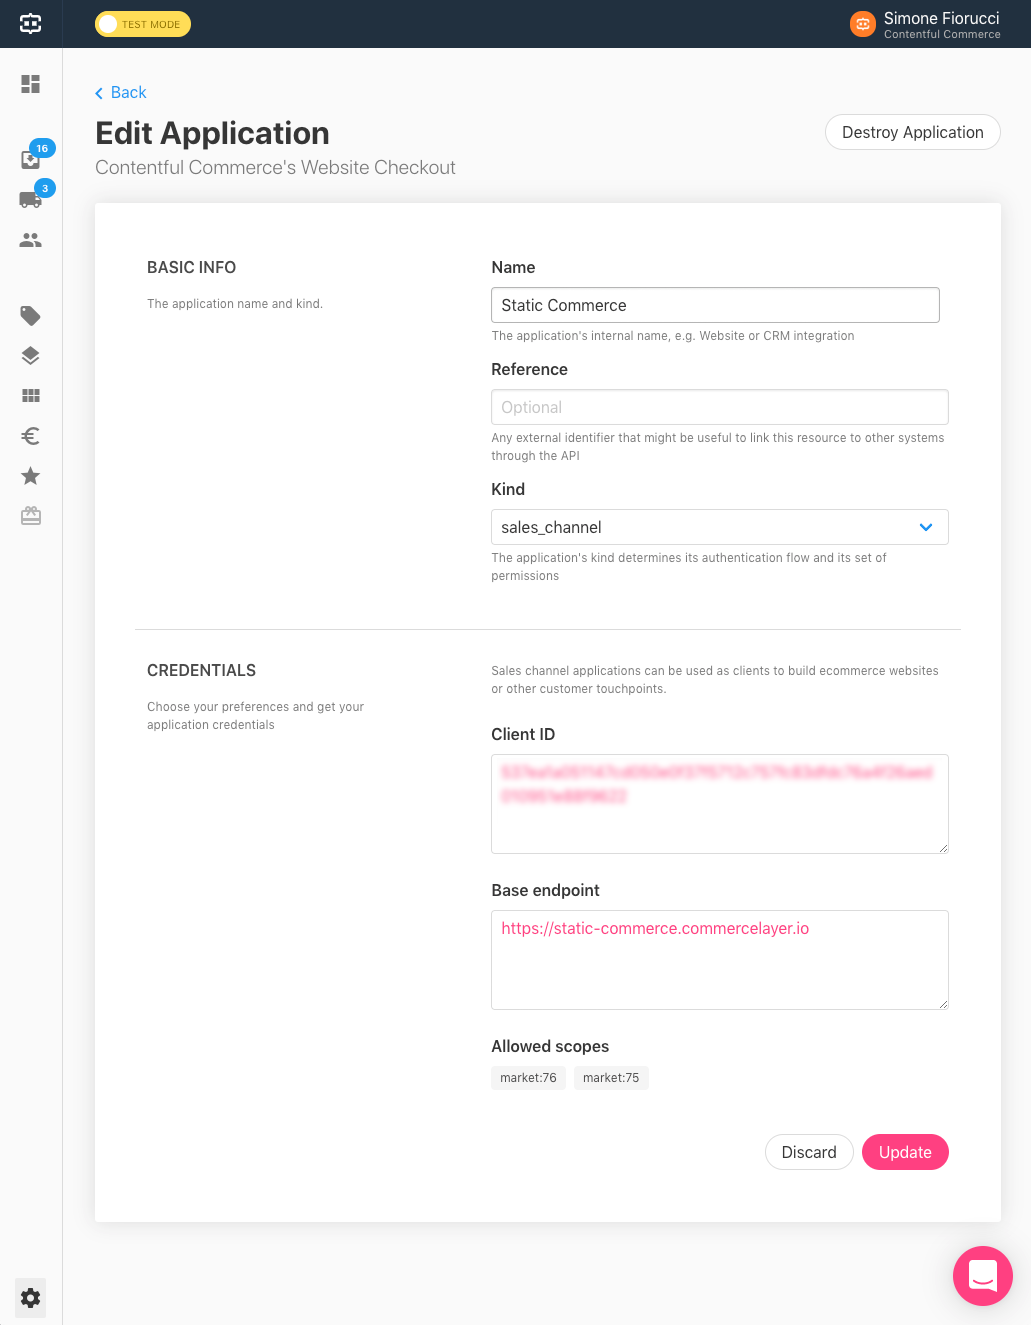 TEST MODE
Simone Fiorucci
Contentful Commerce
16
3
Back
Edit Application
Destroy Application
Contentful Commerce's Website Checkout
BASIC INFO
The application name and kind.
Name
Static Commerce
The application's internal name, e.g. Website or CRM integration
Reference
Optional
Any external identifier that might be useful to link this resource to other systems
through the API
Kind
sales_channel
The application's kind determines its authentication flow and its set of
permissions
CREDENTIALS
Choose your preferences and get your
application credentials
Sales channel applications can be used as clients to build ecommerce websites
or other customer touchpoints.
Client ID
Base endpoint
https://static-commerce.commercelayer.io
Allowed scopes
market:76 market:75
Discard
Update